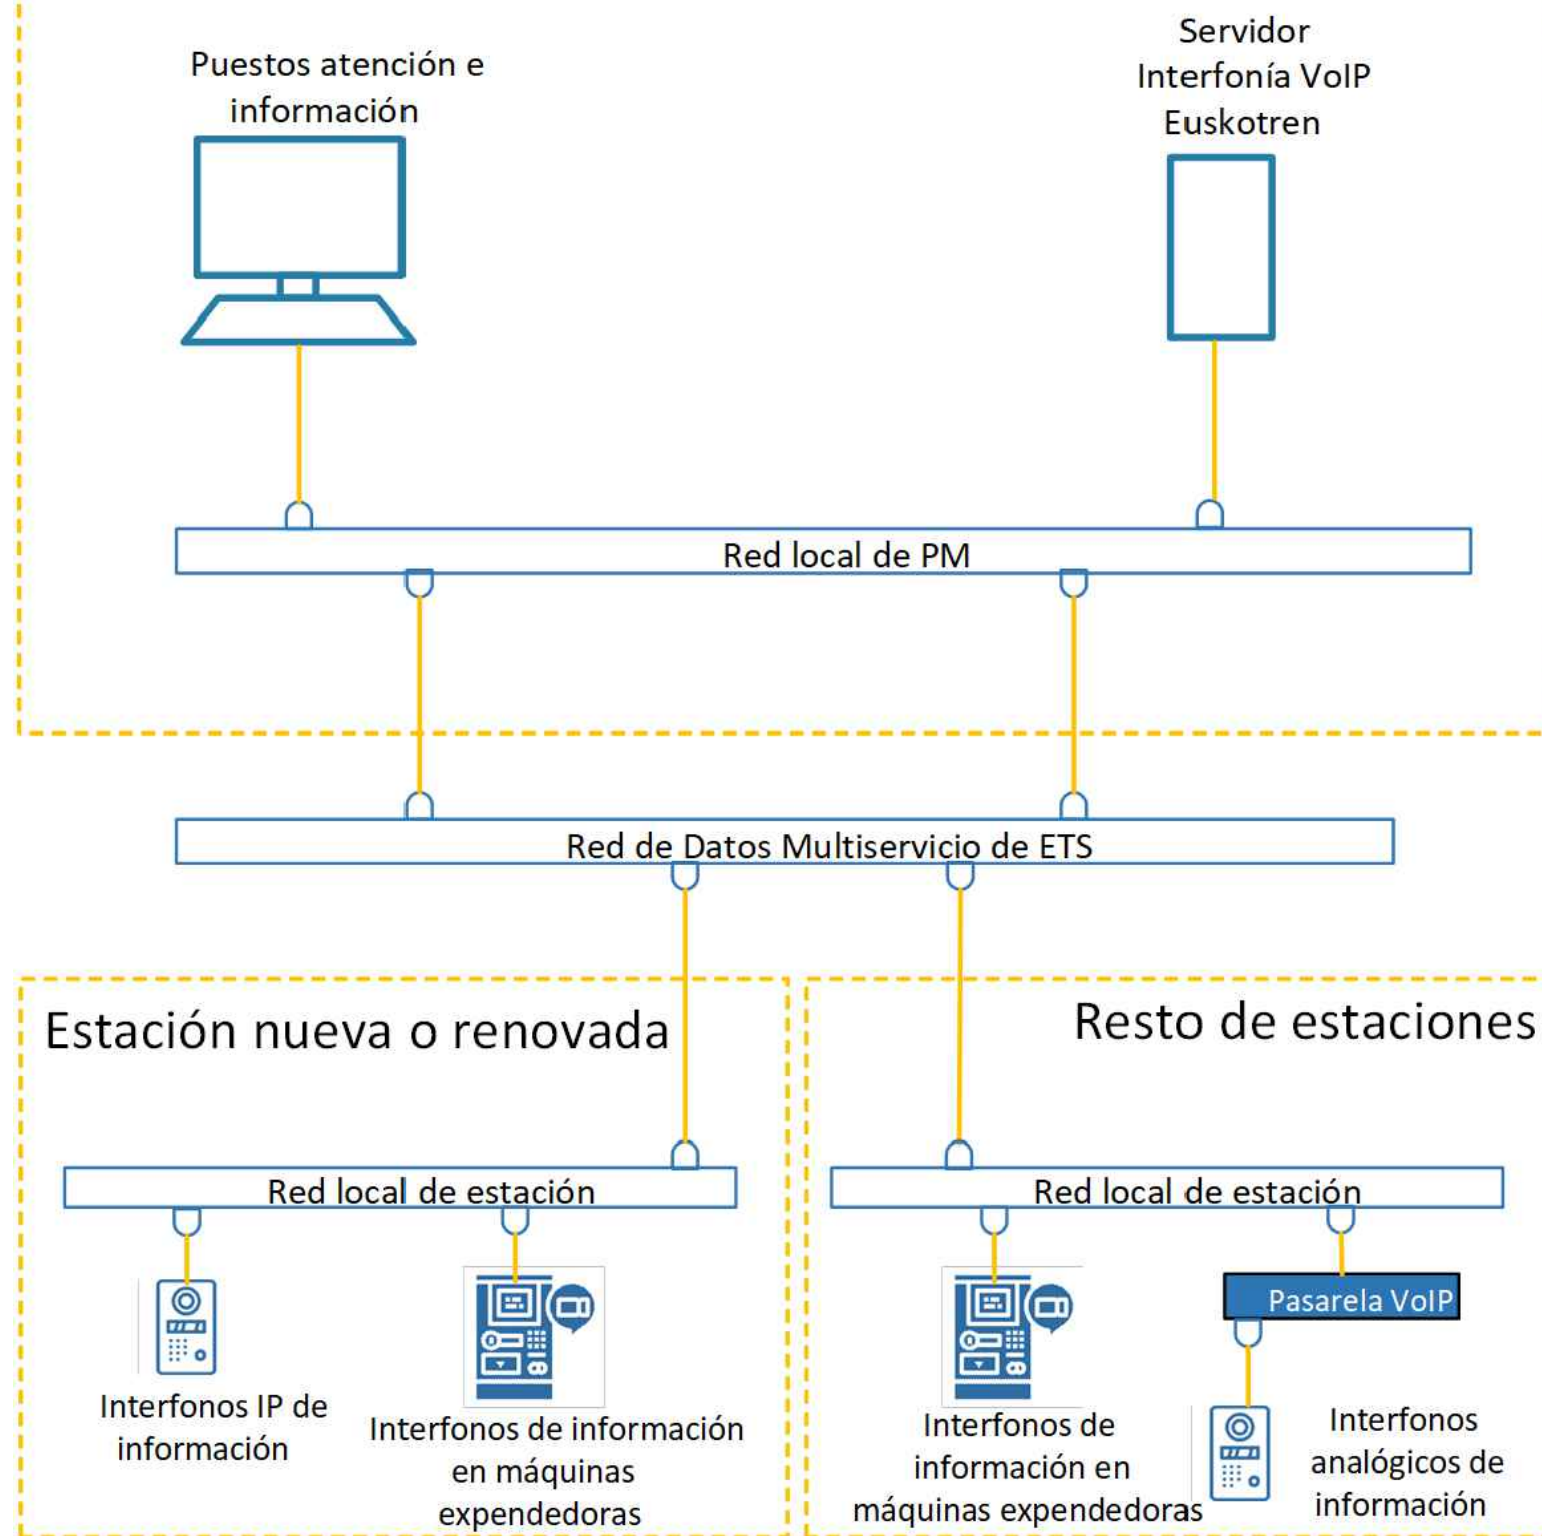 Puestos atención e
información
Servidor
Interfonía VoIP
Euskotren
Red local de PM
Red de Datos Multiservicio de ETS
Estación nueva o renovada
Red local de estación
Interfonos IP de
información
Interfonos de información
en máquinas
expendedoras
Resto de estaciones
Red local de estación
Pasarela VoIP
Interfonos de
información en
máquinas expendedoras
Interfonos
analógicos de
información